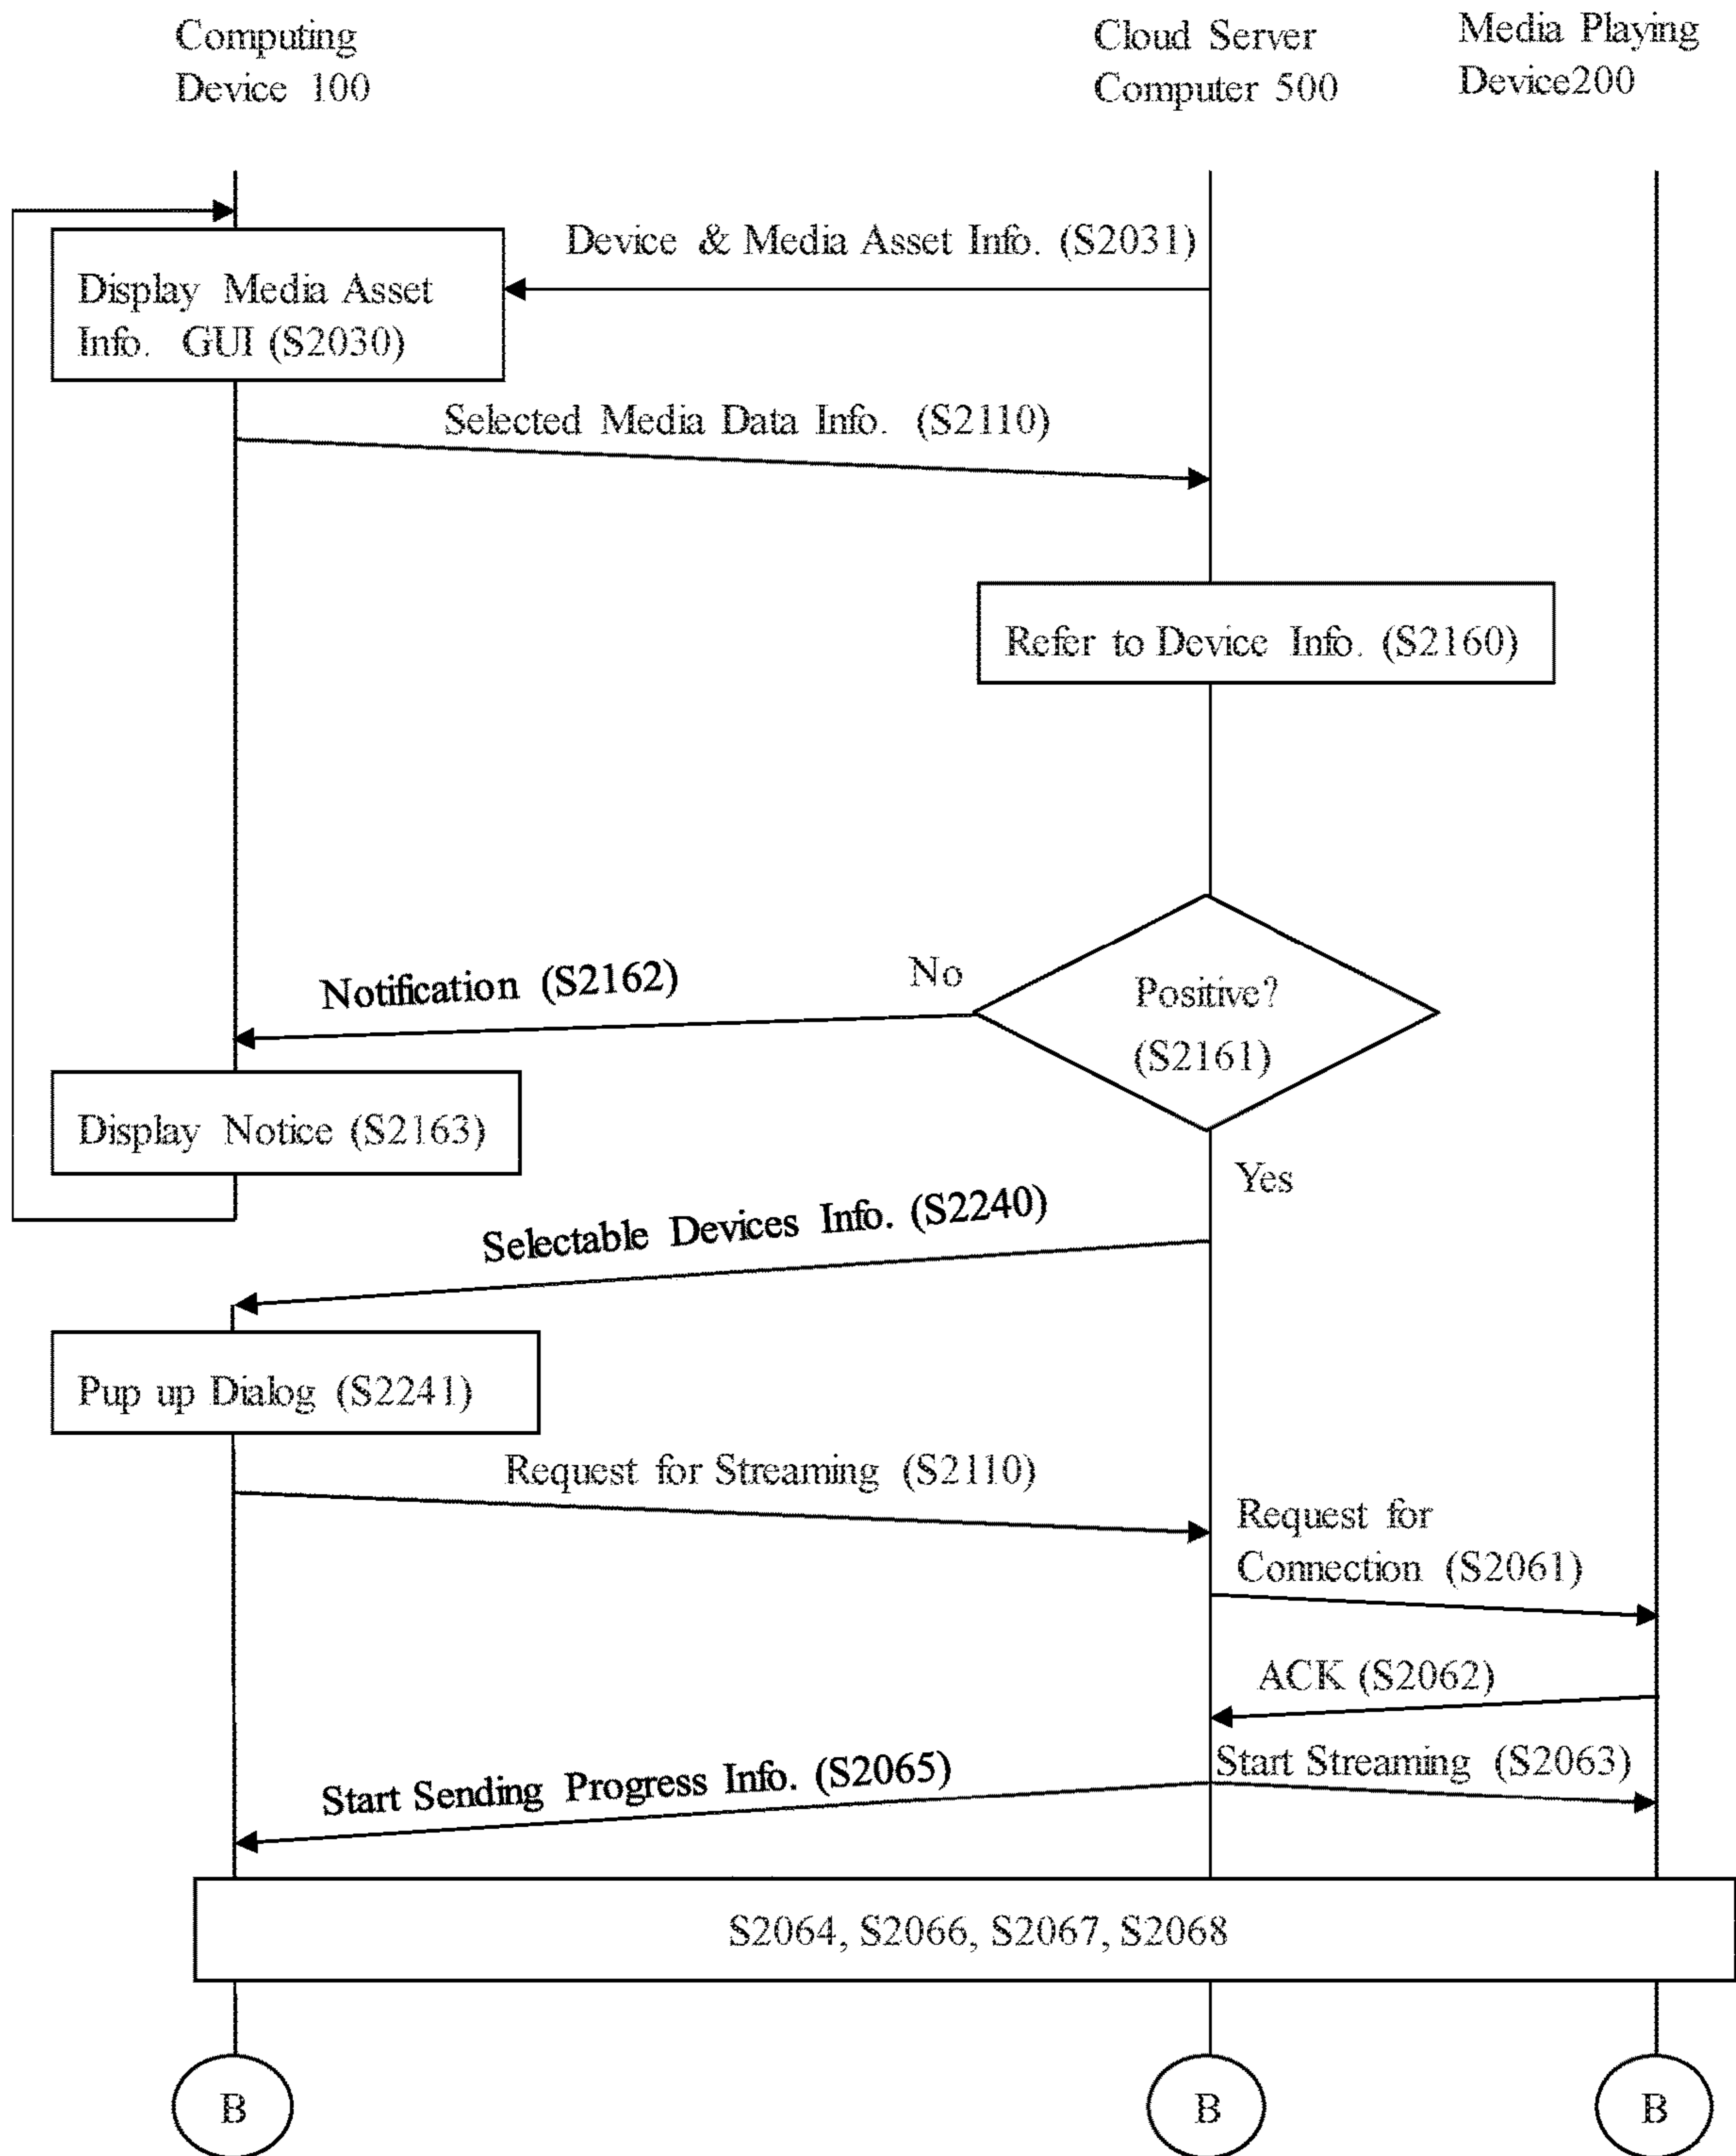 Computing
Device 100
Cloud Server
Computer 500
Media Playing
Device200
Device & Media Asset Info. (S2031)
Display Media Asset
Info. GUI (S2030)
Selected Media Data Info. (S2110)
Refer to Device Info. (S2160)
Notification (S2162)
No
Positive?
(S2161)
Display Notice (S2163)
Yes
Selectable Devices Info. (S2240)
Pup up Dialog (S2241)
Request for Streaming (S2110)
Request for
Connection (S2061)
ACK (S2062)
Start Streaming (S2063)
Start Sending Progress Info. (S2065)
S2064, S2066, S2067, S2068
B
B
B